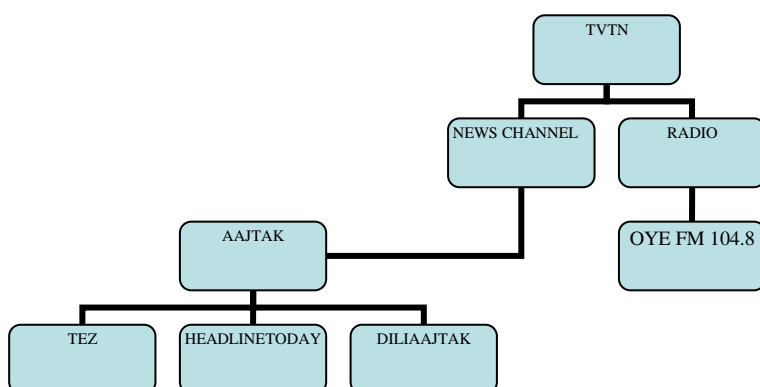 TVTN
NEWS CHANNEL
RADIO
AAJTAK
OYE FM 104.8
TEZ
HEADLINETODAY
DILIAAJTAK